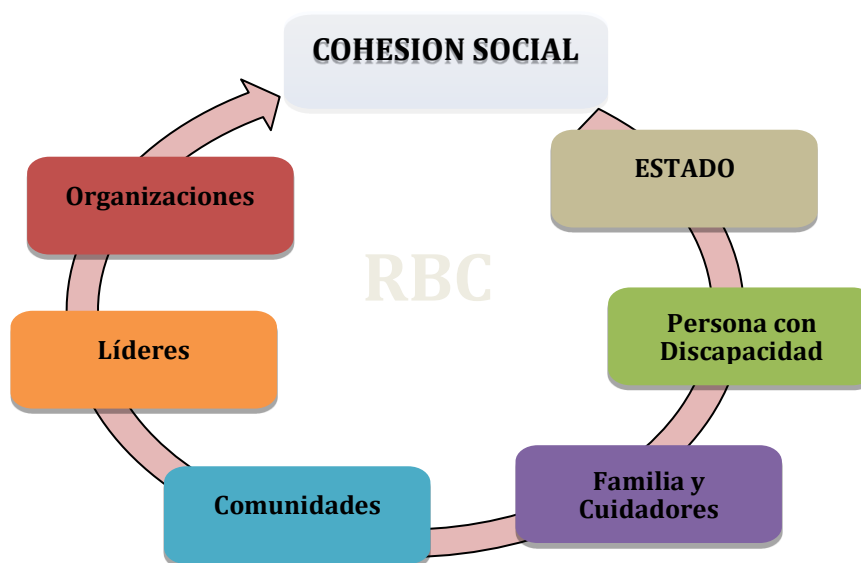 COHESION SOCIAL
ESTADO
Organizaciones
RBC
Persona con
Discapacidad
Líderes
Familia y
Cuidadores
Comunidades